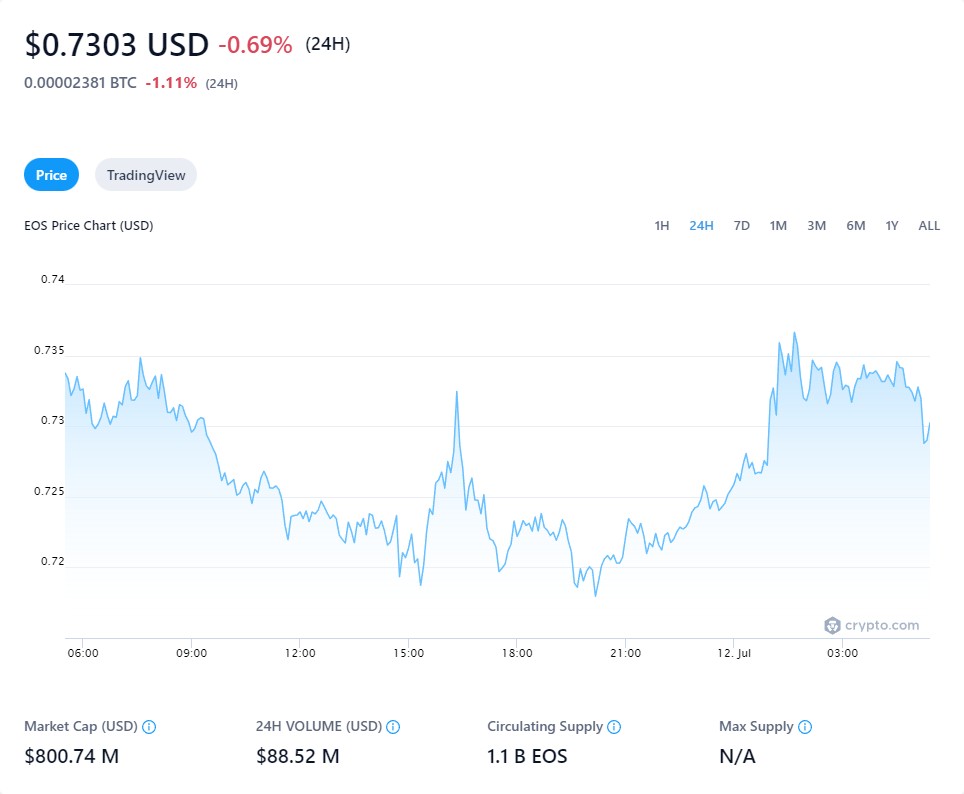 $0.7303 USD -0.69% (24H)
0.00002381 BTC -1.11% (24H)
Price TradingView
EOS Price Chart (USD) 1H 24H 7D 1M 3M 6M 1Y ALL
0.74
0.735
0.73
0.725
0.72
crypto.com
06:00 09:00 12:00 15:00 18:00 21:00 12. Jul 03:00
Market Cap (USD) 24H VOLUME (USD) Circulating Supply Max Supply
$800.74 M $88.52 M 1.1 B EOS N/A